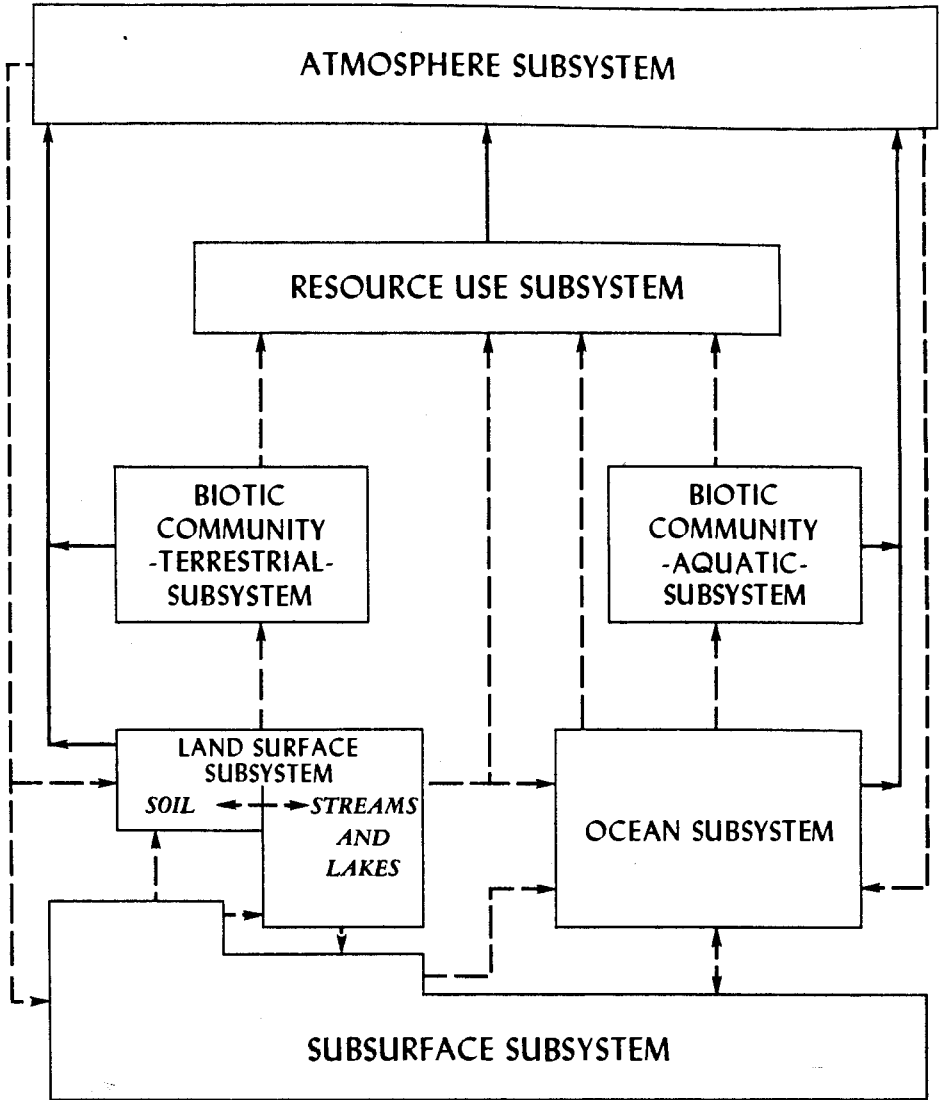 ATMOSPHERE SUBSYSTEM
RESOURCE USE SUBSYSTEM
BIOTIC
COMMUNITY
-TERRESTRIAL-
SUBSYSTEM
BIOTIC
COMMUNITY
-AQUATIC-
SUBSYSTEM
LAND SURFACE
SUBSYSTEM
SOIL
STREAMS
AND
LAKES
OCEAN SUBSYSTEM
SUBSURFACE SUBSYSTEM